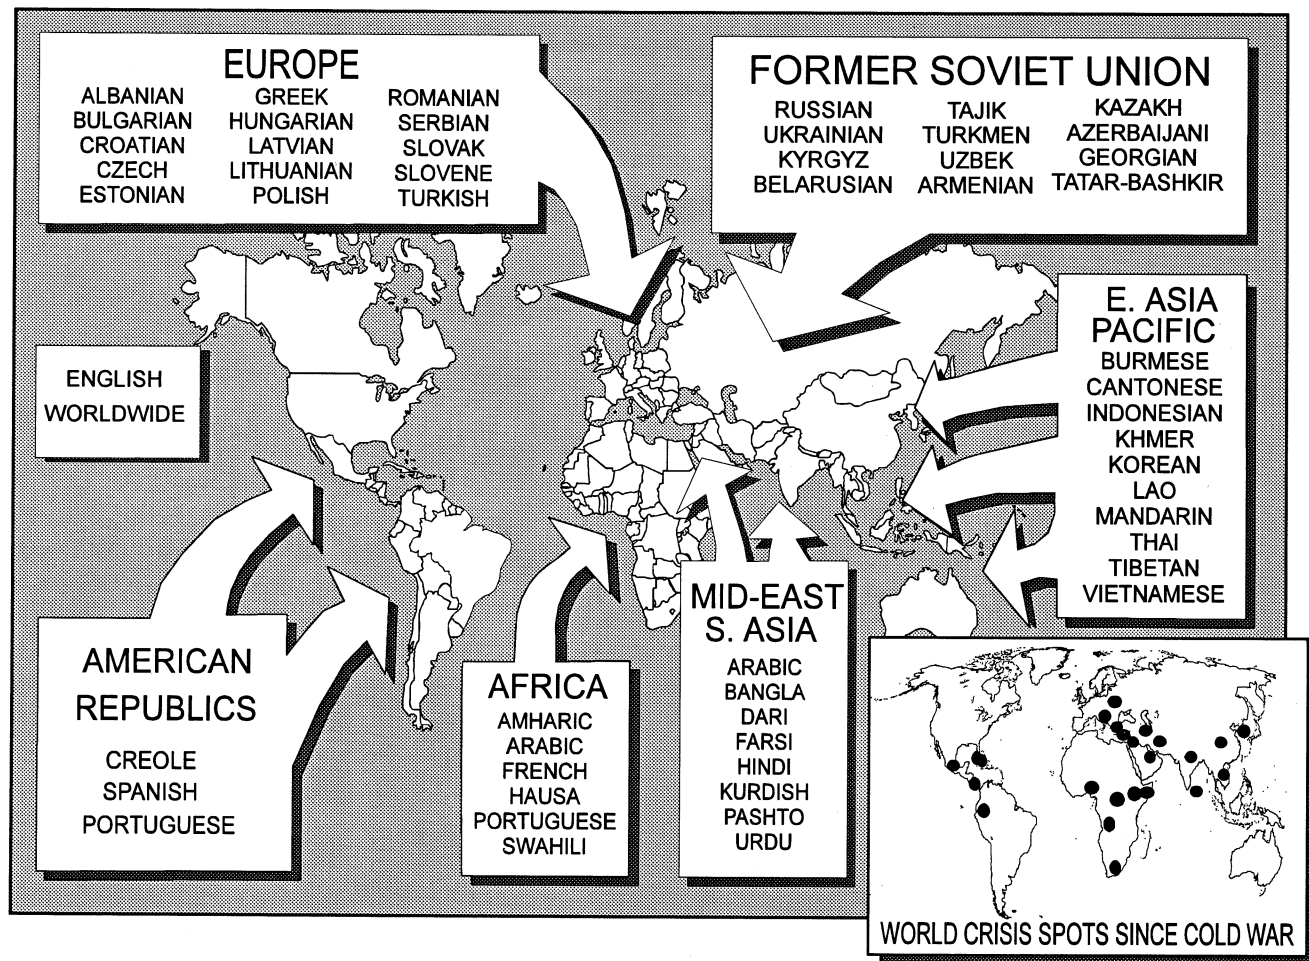 EUROPE
ALBANIAN
BULGARIAN
CROATIAN
CZECH
ESTONIAN
GREEK
HUNGARIAN
LATVIAN
LITHUANIAN
POLISH
ROMANIAN
SERBIAN
SLOVAK
SLOVENE
TURKISH
FORMER SOVIET UNION
RUSSIAN
UKRAINIAN
KYRGYZ
BELARUSIAN
TAJIK
TURKMEN
UZBEK
ARMENIAN
KAZAKH
AZERBAIJANI
GEORGIAN
TATAR-BASHKIR
ENGLISH
WORLDWIDE
E. ASIA
PACIFIC
BURMESE
CANTONESE
INDONESIAN
KHMER
KOREAN
LAO
MANDARIN
THAI
TIBETAN
VIETNAMESE
AMERICAN
REPUBLICS
CREOLE
SPANISH
PORTUGUESE
AFRICA
AMHARIC
ARABIC
FRENCH
HAUSA
PORTUGUESE
SWAHILI
MID-EAST
S. ASIA
ARABIC
BANGLA
DARI
FARSI
HINDI
KURDISH
PASHTO
URDU
WORLD CRISIS SPOTS SINCE COLD WAR